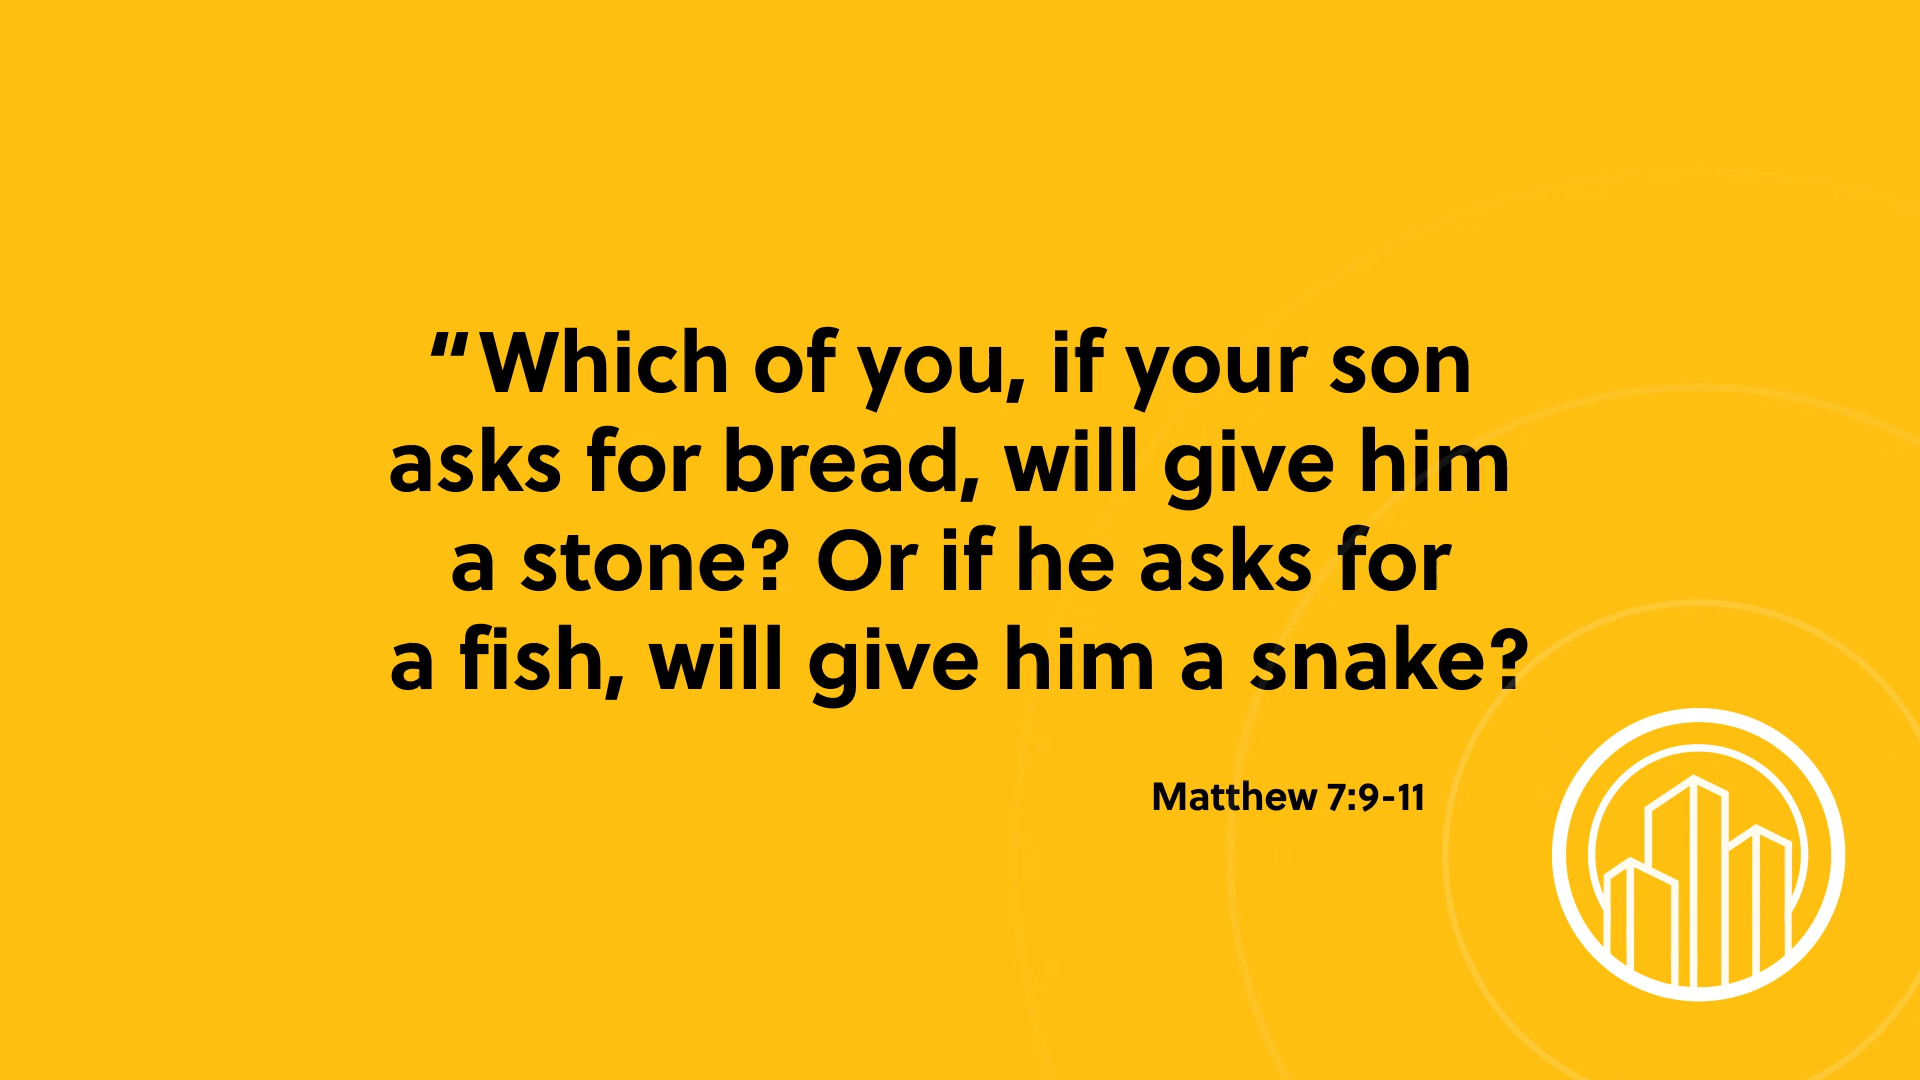 “Which of you, if your son
asks for bread, will give him
a stone? Or if he asks for
a fish, will give him a snake?
Matthew 7:9-11